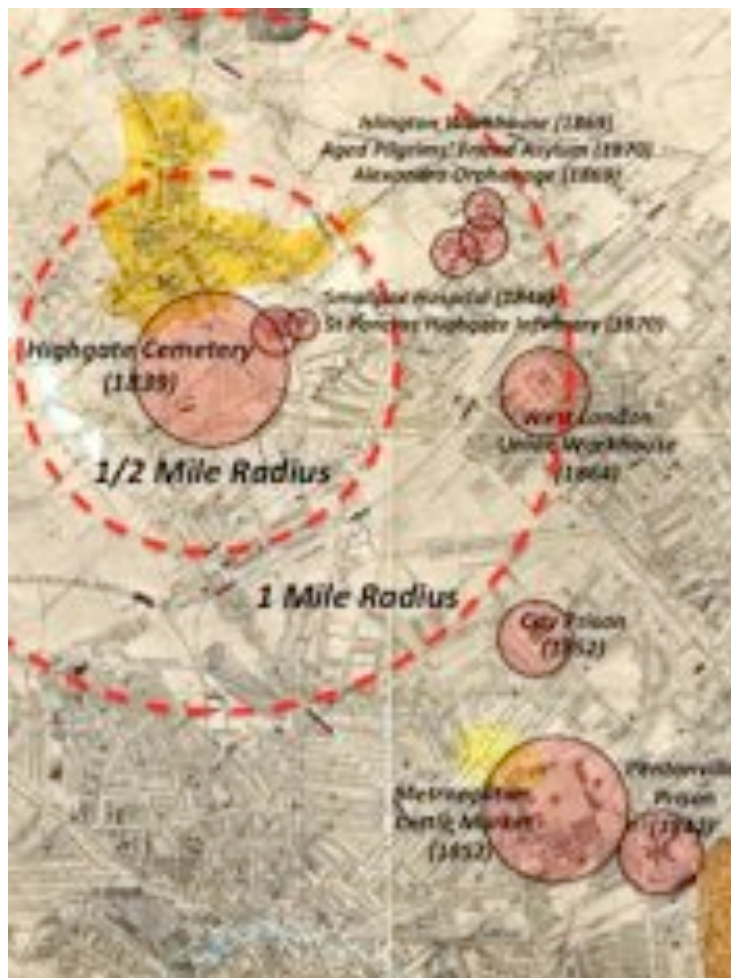 Islington Workhouse (1869)
Aged Pilgrims' Friend Asylum (1870)
Alexandra Orphanage (1869)
Smallpox Hospital
St Pancras Highgate Infirmary (1870)
Highgate Cemetery
(1839)
West London
Union Workhouse
(1864)
1/2 Mile Radius
1 Mile Radius
City Prison
(1852)
Metropolitan
Cattle Market
(1852)
Pentonville
Prison